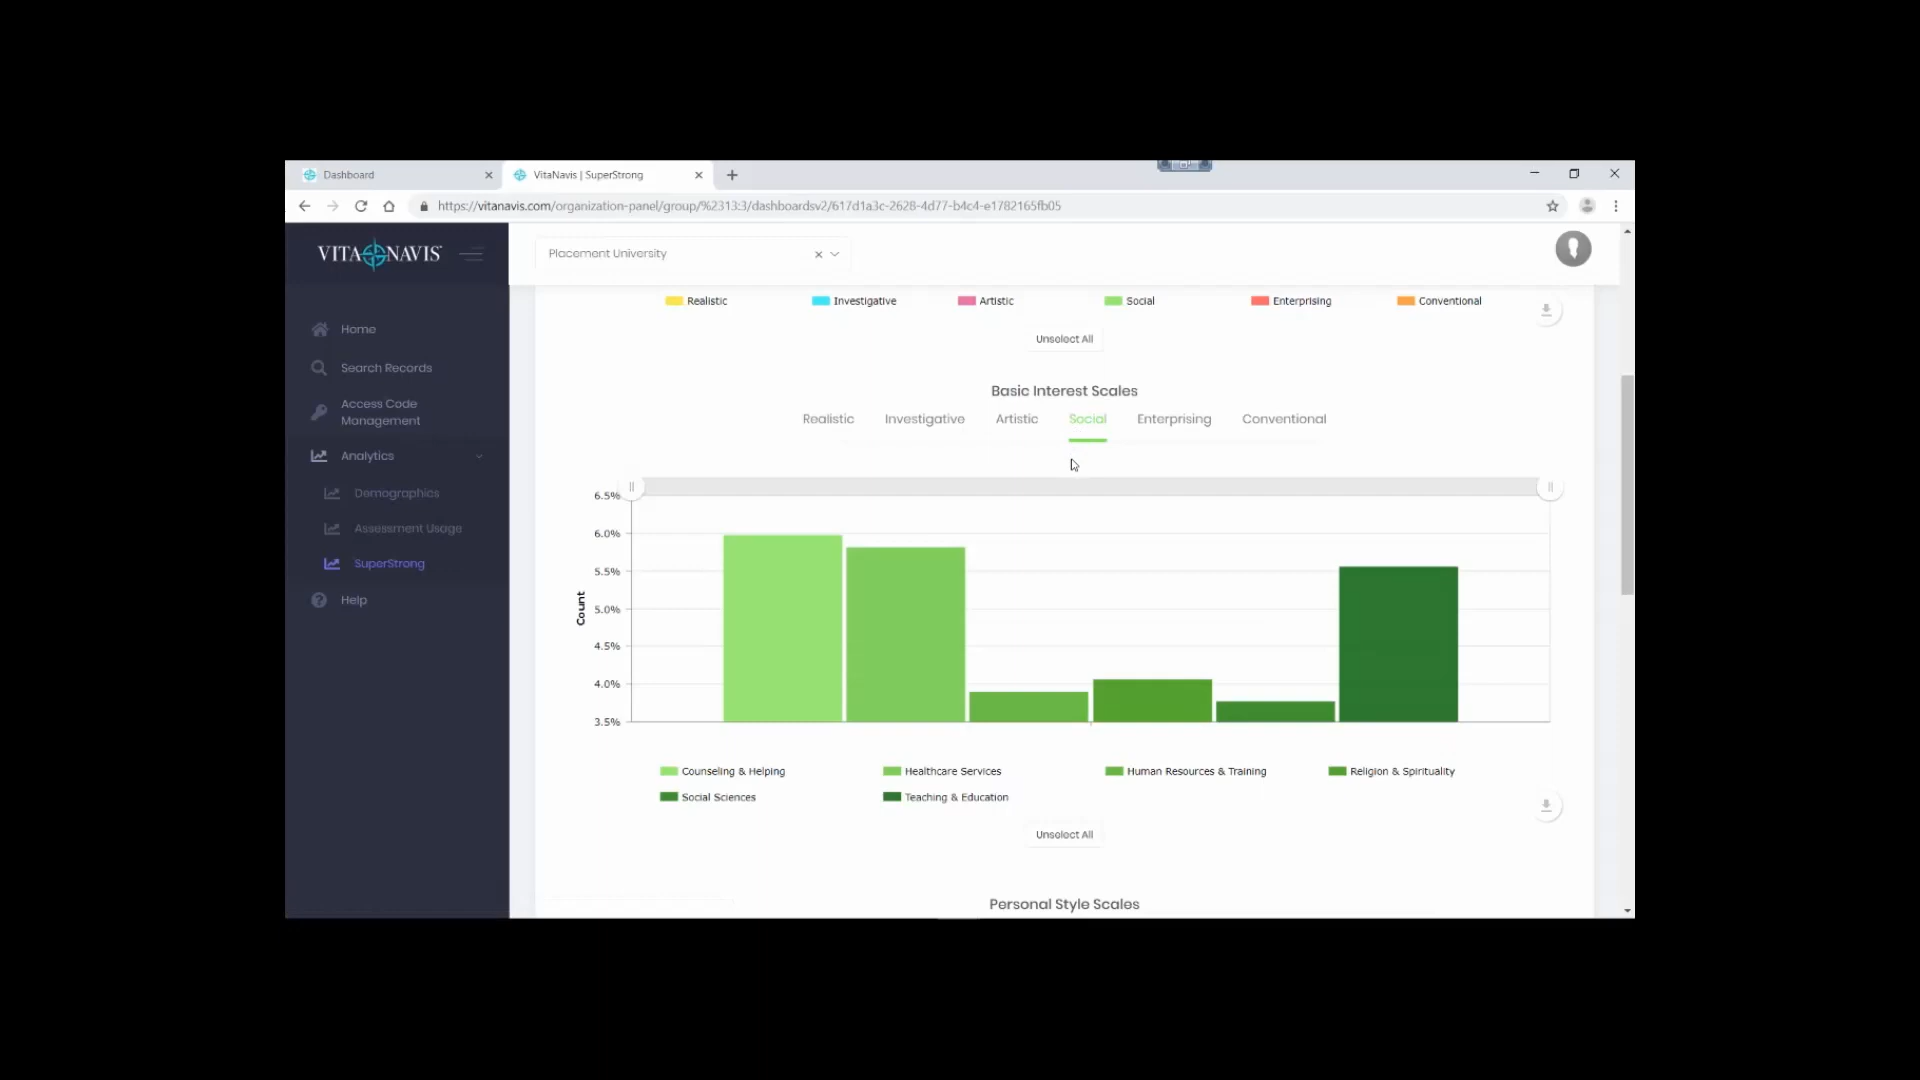 Dashboard
VitaNavis | SuperStrong
https://vitanavis.com/organization-panel/group/%2313:3/dashboardsv2/617d1a3c-2628-4d77-b4c4-e1782165fb05
VITA NAVIS
Placement University
Home
Search Records
Access Code
Management
Analytics
Demographics
Assessment Usage
SuperStrong
Help
Realistic Investigative Artistic Social Enterprising Conventional
Unselect All
Basic Interest Scales
Realistic Investigative Artistic Social Enterprising Conventional
6.5%
6.0%
5.5%
5.0%
4.5%
4.0%
3.5%
Count
Counseling & Helping Healthcare Services Human Resources & Training Religion & Spirituality
Social Sciences Teaching & Education
Unselect All
Personal Style Scales